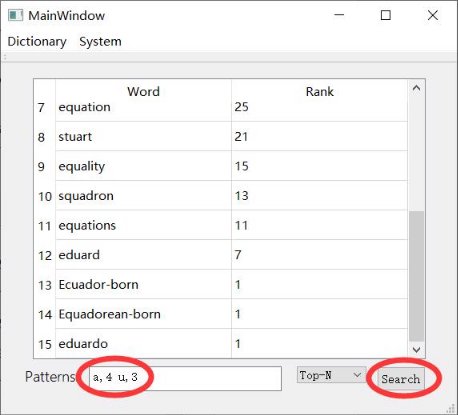 MainWindow
Dictionary System
Word Rank
7 equation 25
8 stuart 21
9 equality 15
10 squadron 13
11 equations 11
12 eduard 7
13 Ecuador-born 1
14 Equadorean-born 1
15 eduardo 1
Patterns a,4 u,3 Top-N Search